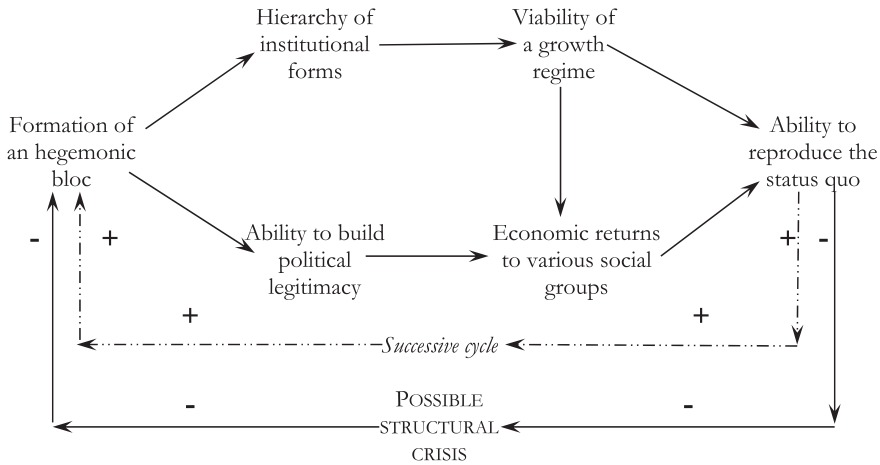 Hierarchy of
institutional
forms
Viability of
a growth
regime
Formation of
an hegemonic
bloc
Ability to
reproduce the
status quo
Ability to build
political
legitimacy
Economic returns
to various social
groups
-
+
+
-
+
+
Successive cycle
-
-
POSSIBLE
STRUCTURAL
CRISIS